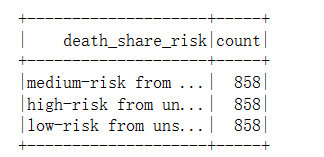 +--------------------+-----+
|    death_share_risk|count|
+--------------------+-----+
|medium-risk from ...|  858|
|high-risk from un...|  858|
|low-risk from uns...|  858|
+--------------------+-----+